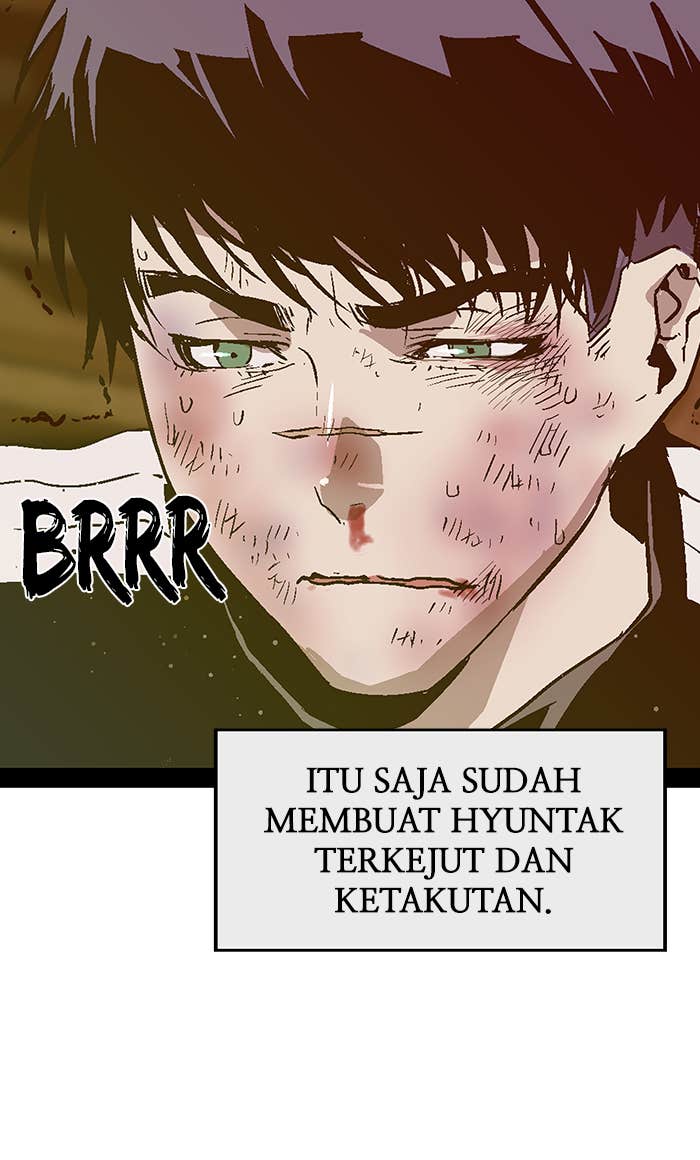 BRRR
ITU SAJA SUDAH
MEMBUAT HYUNTAK
TERKEJUT DAN
KETAKUTAN.